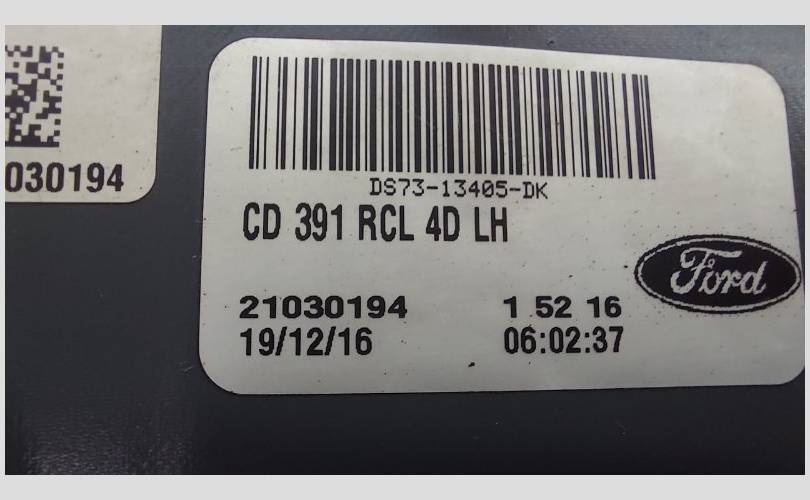 030194
DS73-13405-DK
CD 391 RCL 4D LH
Ford
21030194 1 52 16
19/12/16 06:02:37